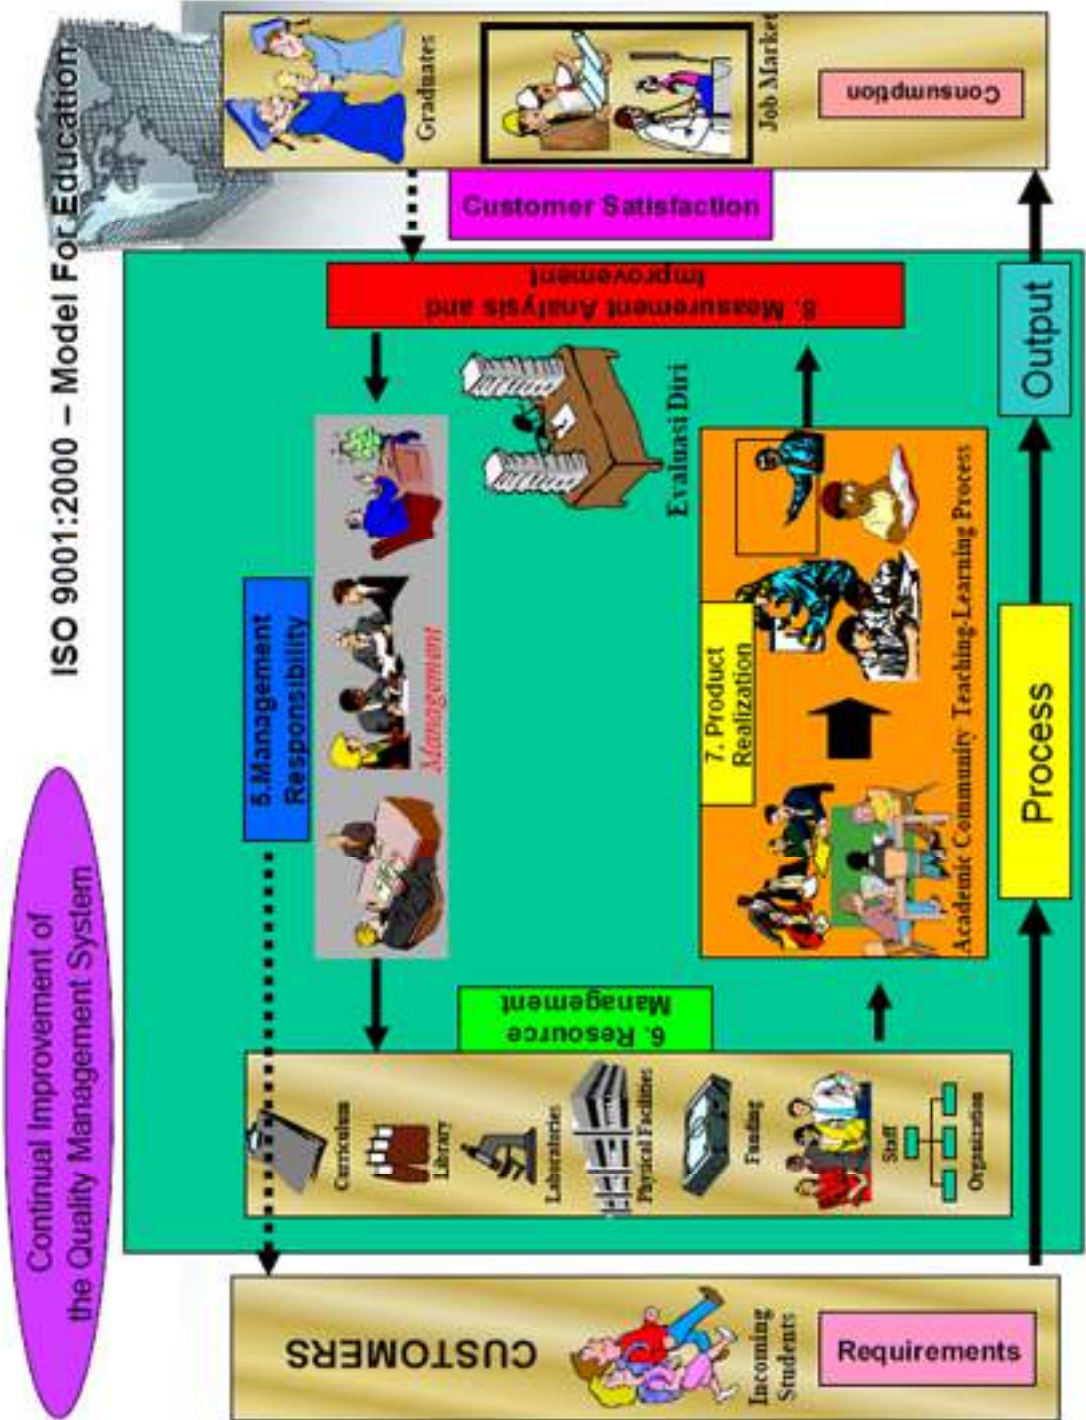 Continual Improvement of
the Quality Management System
ISO 9001:2000 – Model For Education
CUSTOMERS
Incoming
Students
Requirements
5.Management
Responsibility
Management
6. Resource
Management
Curriculum
Library
Laboratories
Physical Facilities
Funding
Staff
Organization
7. Product
Realization
Academic Community Teaching-Learning Process
Evaluasi Diri
8. Measurement Analysis and
Improvement
Customer Satisfaction
Graduates
Job Market
Consumption
Process
Output